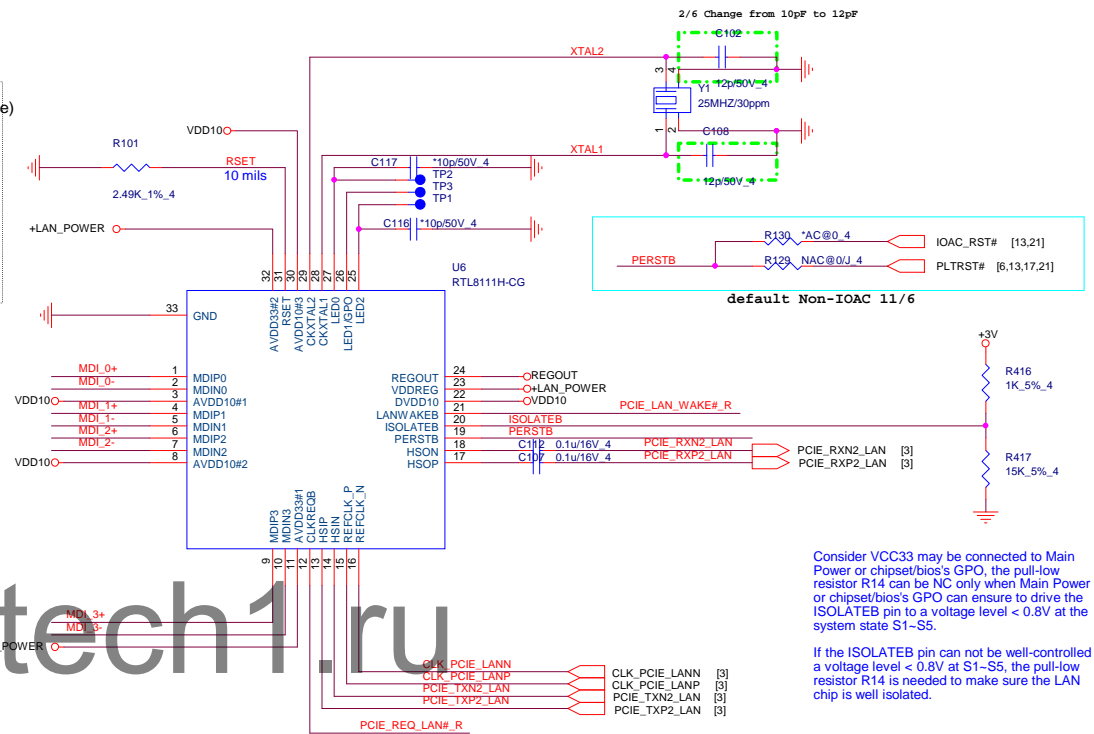 2/6 Change from 10pF to 12pF
C102
XTAL2
3
4
12p/50V_4
Y1
25MHZ/30ppm
e)
VDD10
1
2
C108
R101
XTAL1
RSET
10 mils
C117
*10p/50V_4
TP2
TP3
TP1
12p/50V_4
2.49K_1%_4
+LAN_POWER
C116
*10p/50V_4
R130
*AC@0_4
IOAC_RST#
[13,21]
PERSTB
R129
NAC@0/J_4
PLTRST#
[6,13,17,21]
default Non-IOAC 11/6
U6
RTL8111H-CG
32
31
30
29
28
27
26
25
AVDD33#2
RSET
AVDD10#3
CKXTAL2
CKXTAL1
LED0
LED1/GPO
LED2
33
GND
+3V
MDI_0+
1
MDIP0
MDI_0-
2
MDIN0
VDD10
3
AVDD10#1
MDI_1+
4
MDIP1
MDI_1-
5
MDIN1
MDI_2+
6
MDIP2
MDI_2-
7
MDIN2
VDD10
8
AVDD10#2
REGOUT
24
REGOUT
VDDREG
23
+LAN_POWER
DVDD10
22
VDD10
LANWAKEB
21
PCIE_LAN_WAKE#_R
ISOLATEB
20
ISOLATEB
PERSTB
19
PERSTB
HSON
18
C112
0.1u/16V_4
PCIE_RXN2_LAN
PCIE_RXN2_LAN
[3]
HSOP
17
C107
0.1u/16V_4
PCIE_RXP2_LAN
PCIE_RXP2_LAN
[3]
R416
1K_5%_4
R417
15K_5%_4
MDIP3
MDIN3
AVDD33#1
CLKREQB
HSIP
HSIN
REFCLK_P
REFCLK_N
9
10
11
12
13
14
15
16
Consider VCC33 may be connected to Main
Power or chipset/bios's GPO, the pull-low
resistor R14 can be NC only when Main Power
or chipset/bios's GPO can ensure to drive the
ISOLATEB pin to a voltage level < 0.8V at the
system state S1~S5.
If the ISOLATEB pin can not be well-controlled
a voltage level < 0.8V at S1~S5, the pull-low
resistor R14 is needed to make sure the LAN
chip is well isolated.
MDI_3+
MDI_3-
_POWER
tech1.ru
CLK_PCIE_LANN
CLK_PCIE_LANN
[3]
CLK_PCIE_LANP
CLK_PCIE_LANP
[3]
PCIE_TXN2_LAN
PCIE_TXN2_LAN
[3]
PCIE_TXP2_LAN
PCIE_TXP2_LAN
[3]
PCIE_REQ_LAN#_R